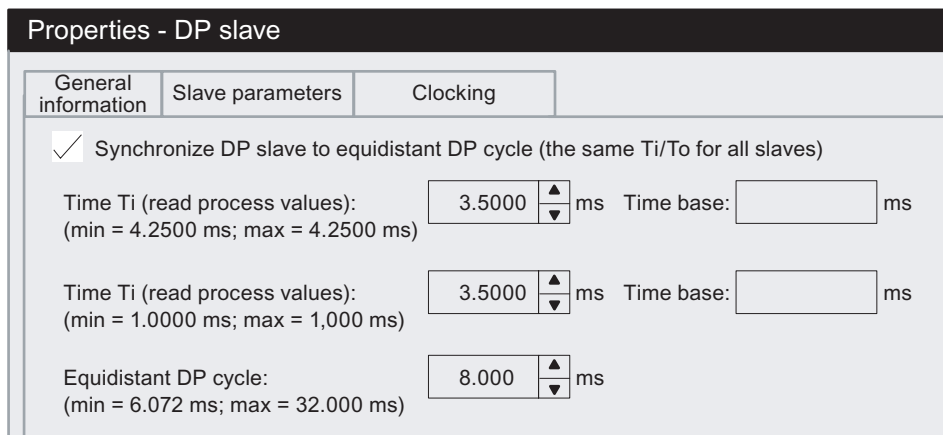 Properties - DP slave
General information
Slave parameters
Clocking
Synchronize DP slave to equidistant DP cycle (the same Ti/To for all slaves)
Time Ti (read process values): 3.5000 ms Time base: ms
(min = 4.2500 ms; max = 4.2500 ms)
Time Ti (read process values): 3.5000 ms Time base: ms
(min = 1.0000 ms; max = 1,000 ms)
Equidistant DP cycle: 8.000 ms
(min = 6.072 ms; max = 32.000 ms)